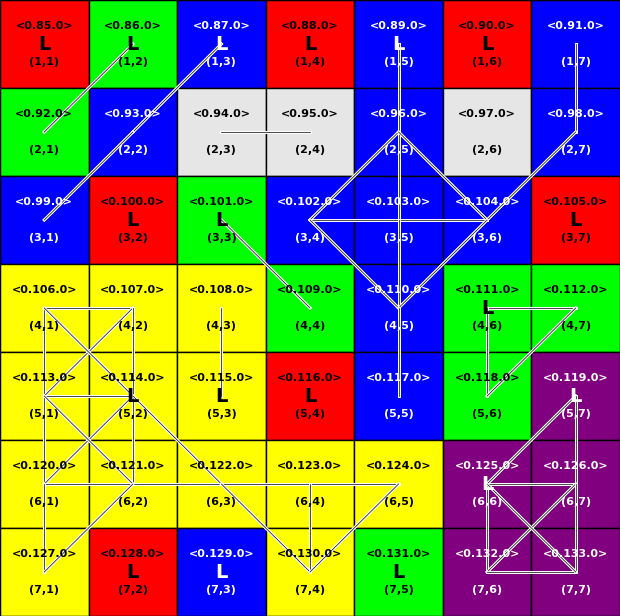 <0.85.0> <0.86.0> <0.87.0> <0.88.0> <0.89.0> <0.90.0> <0.91.0>
L L L L L L
(1,1) (1,2) (1,3) (1,4) (1,5) (1,6) (1,7)
<0.92.0> <0.93.0> <0.94.0> <0.95.0> <0.96.0> <0.97.0> <0.98.0>
(2,1) (2,2) (2,3) (2,4) (2,5) (2,6) (2,7)
<0.99.0> <0.100.0> <0.101.0> <0.102.0> <0.103.0> <0.104.0> <0.105.0>
L L L
(3,1) (3,2) (3,3) (3,4) (3,5) (3,6) (3,7)
<0.106.0> <0.107.0> <0.108.0> <0.109.0> <0.110.0> <0.111.0> <0.112.0>
L
(4,1) (4,2) (4,3) (4,4) (4,5) (4,6) (4,7)
<0.113.0> <0.114.0> <0.115.0> <0.116.0> <0.117.0> <0.118.0> <0.119.0>
L L L L
(5,1) (5,2) (5,3) (5,4) (5,5) (5,6) (5,7)
<0.120.0> <0.121.0> <0.122.0> <0.123.0> <0.124.0> <0.125.0> <0.126.0>
L
(6,1) (6,2) (6,3) (6,4) (6,5) (6,6) (6,7)
<0.127.0> <0.128.0> <0.129.0> <0.130.0> <0.131.0> <0.132.0> <0.133.0>
L L L
(7,1) (7,2) (7,3) (7,4) (7,5) (7,6) (7,7)